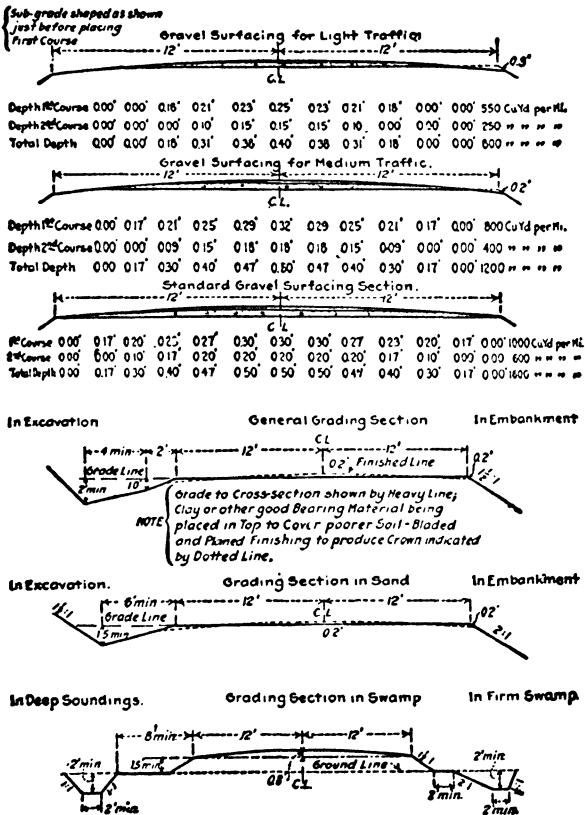 Sub-grade shaped as shown
just before placing
First Course
Gravel Surfacing for Light Traffic
12' 12'
0.3'
C.L.
Depth 1st Course 0.00' 0.00' 0.18' 0.21' 0.23' 0.25' 0.23' 0.21' 0.18' 0.00' 0.00' 550 Cu Yd per Mi.
Depth 2nd Course 0.00' 0.00' 0.00' 0.10' 0.15' 0.15' 0.15' 0.10 0.00' 0.00' 0.00' 250 " " " "
Total Depth 0.00' 0.00' 0.18' 0.31' 0.38' 0.40' 0.38 0.31' 0.18' 0.00' 0.00' 800 " " " "
Gravel Surfacing for Medium Traffic.
12' 12'
0.2'
C.L.
Depth 1st Course 0.00' 0.17' 0.21' 0.25' 0.29' 0.32' 0.29 0.25' 0.21' 0.17' 0.00' 800 Cu Yd per Mi.
Depth 2nd Course 0.00' 0.00' 0.09' 0.15' 0.18' 0.18' 0.18 0.15' 0.09' 0.00' 0.00' 400 " " " "
Total Depth 0.00 0.17' 0.30' 0.40' 0.47' 0.50' 0.47 0.40' 0.30' 0.17' 0.00' 1200 " " " "
Standard Gravel Surfacing Section.
12' 12'
C L
1st Course 0.00' 0.17' 0.20' 0.23' 0.27' 0.30' 0.30' 0.30' 0.27 0.23' 0.20' 0.17 0.00' 1000 Cu Yd per Mi.
2nd Course 0.00' 0.00' 0.10' 0.17' 0.20' 0.20' 0.20' 0.20' 0.20' 0.17' 0.10' 0.00' 0.00 600 " " " "
Total Depth 0.00' 0.17' 0.30 0.40' 0.47' 0.50' 0.50' 0.50' 0.47' 0.40' 0.30' 0.17 0.00' 1600 " " " "
In Excavation General Grading Section In Embankment
4 min 2' 12' C L 12'
Grade Line 0.2' Finished Line 0.2'
2' min 10' 1½:1
NOTE
Grade to Cross-section shown by Heavy Line;
Clay or other good Bearing Material being
placed in Top to Cover poorer Soil - Bladed
and Planed Finishing to produce Crown indicated
by Dotted Line.
In Excavation. Grading Section in Sand In Embankment
6' min 12' 12'
1½:1 Grade Line C.L 0.2'
1.5 min 0.2' 2:1
In Deep Soundings. Grading Section in Swamp In Firm Swamp.
8' min. 12' 12'
2' min. 15 min 0.8' Ground Line 1½:1 2' min
C.L
2' min. 2' min. 2' min.